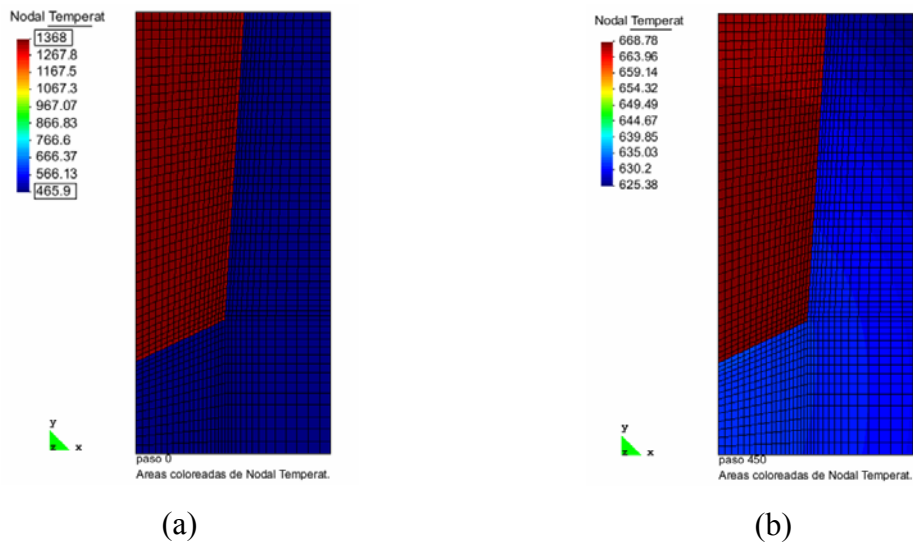 Nodal Temperat
1368
1267.8
1167.5
1067.3
967.07
866.83
766.6
666.37
566.13
465.9
y
z x
paso 0
Areas coloreadas de Nodal Temperat.
(a)
Nodal Temperat
668.78
663.96
659.14
654.32
649.49
644.67
639.85
635.03
630.2
625.38
y
z x
paso 450
Areas coloreadas de Nodal Temperat.
(b)